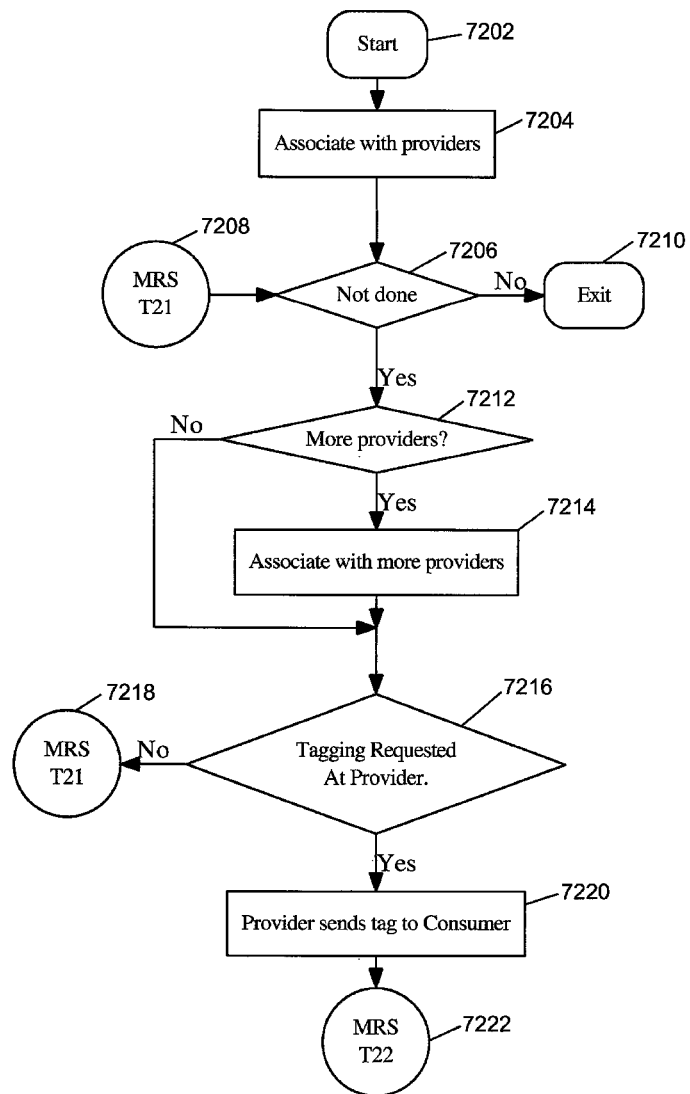 Start
7202
Associate with providers
7204
7208
MRS
T21
7206
Not done
No
7210
Exit
Yes
7212
No
More providers?
Yes
7214
Associate with more providers
7218
MRS
T21
No
7216
Tagging Requested
At Provider.
Yes
7220
Provider sends tag to Consumer
MRS
T22
7222